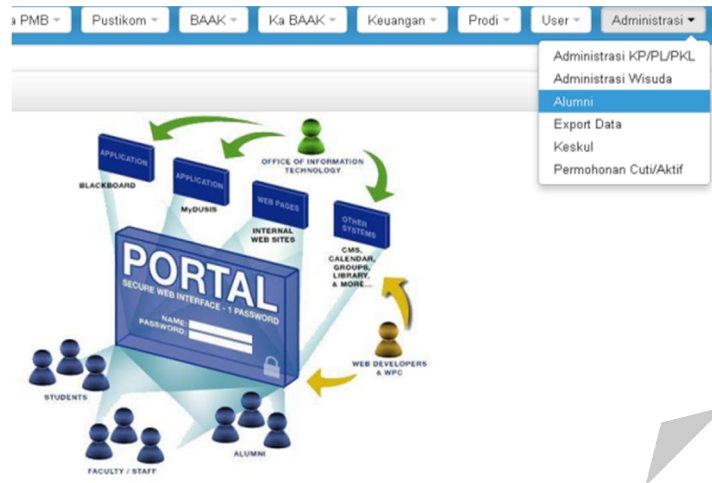 a PMB
Pustikom
BAAK
Ka BAAK
Keuangan
Prodi
User
Administrasi
Administrasi KP/PL/PKL
Administrasi Wisuda
Alumni
Export Data
Keskul
Permohonan Cuti/Aktif
APPLICATION
BLACKBOARD
APPLICATION
MyDUSIS
WEB PAGES
INTERNAL
WEB SITES
OFFICE OF INFORMATION
TECHNOLOGY
OTHER
SYSTEMS
CMS,
CALENDAR,
GROUPS,
LIBRARY,
& MORE...
PORTAL
SECURE WEB INTERFACE - 1 PASSWORD
NAME:
PASSWORD:
WEB DEVELOPERS
& WPC
STUDENTS
FACULTY / STAFF
ALUMNI